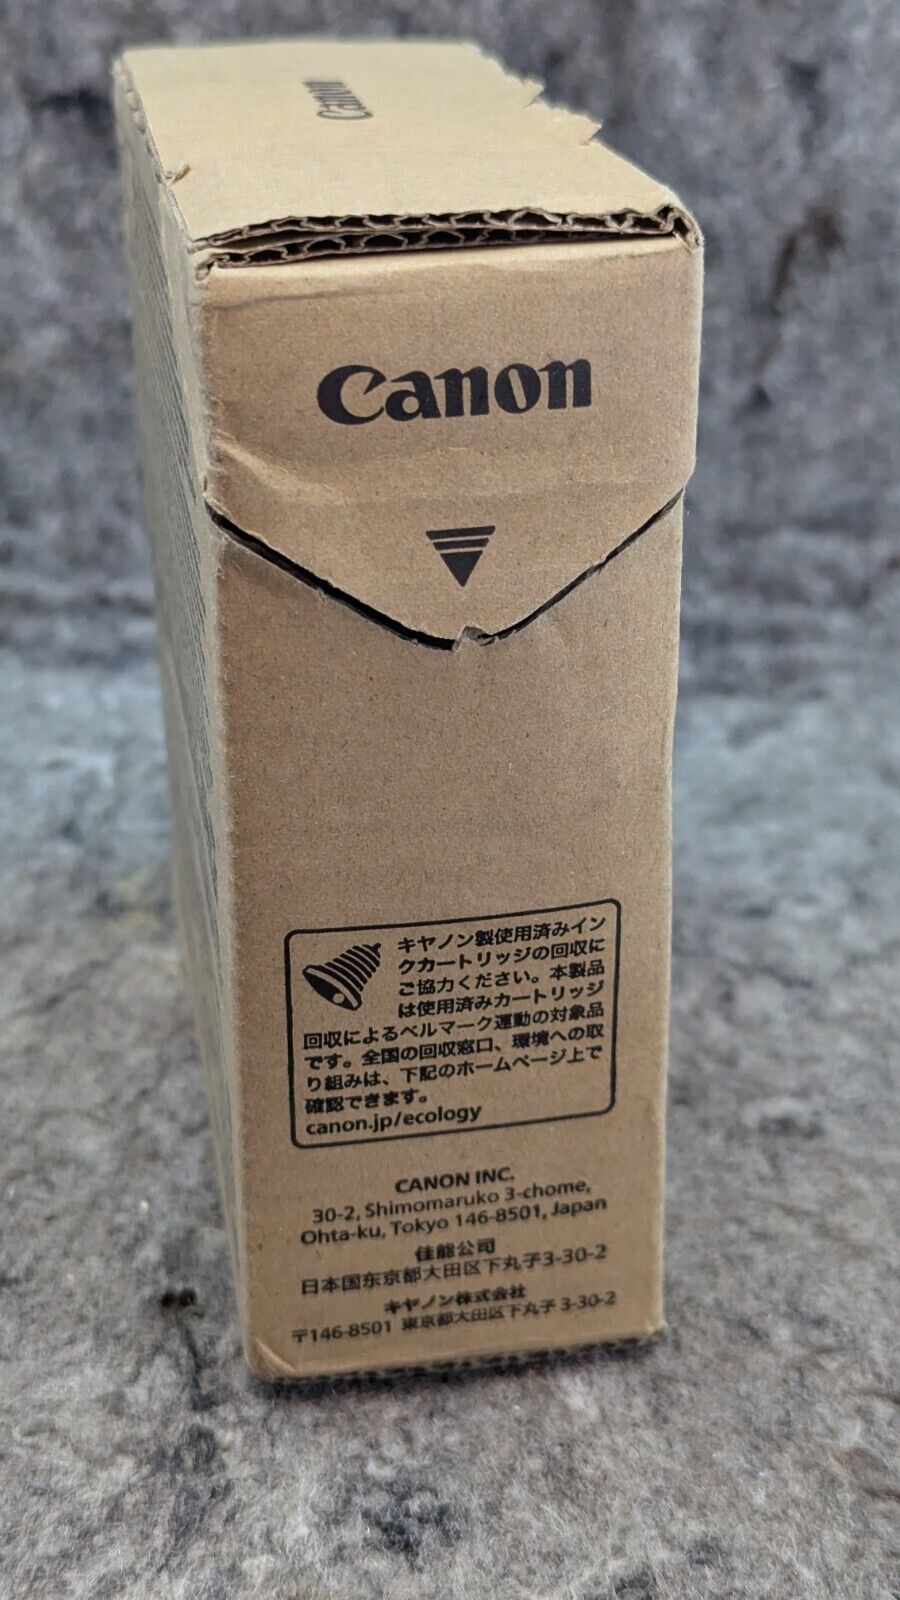 Canon
Canon
キヤノン製使用済みイン
クカートリッジの回収に
ご協力ください。本製品
は使用済みカートリッジ
回収によるベルマーク運動の対象品
です。全国の回収窓口、環境への取
り組みは、下記のホームページ上で
確認できます。
canon.jp/ecology
CANON INC.
30-2, Shimomaruko 3-chome,
Ohta-ku, Tokyo 146-8501, Japan
佳能公司
日本国东京都大田区下丸子3-30-2
キヤノン株式会社
〒146-8501 東京都大田区下丸子 3-30-2